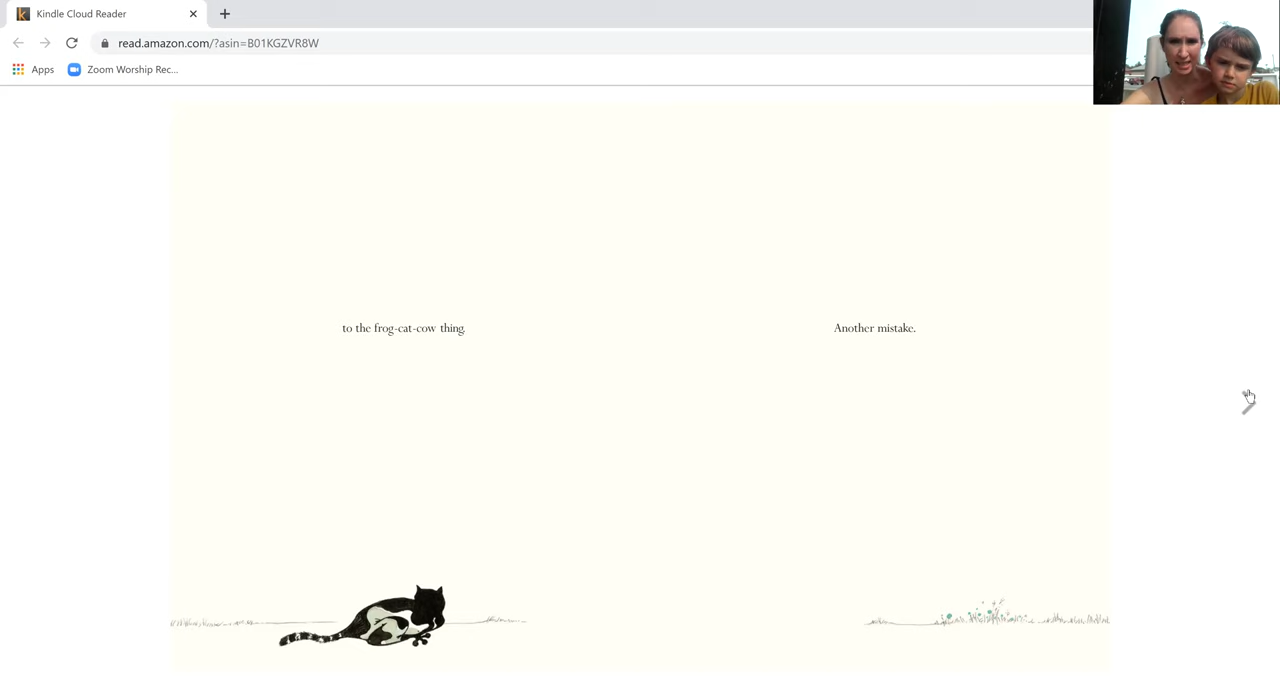 Kindle Cloud Reader
read.amazon.com/?asin=B01KGZVR8W
Apps
Zoom Worship Rec...
to the frog-cat-cow thing.
Another mistake.